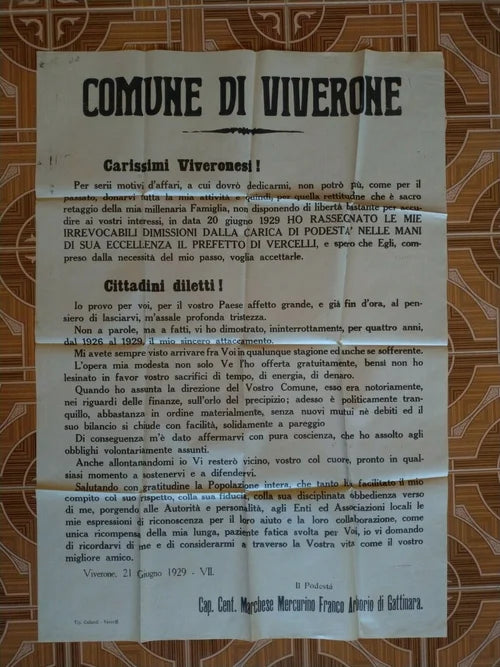 COMUNE DI VIVERONE
Carissimi Viveronesi!
Per serii motivi d'affari, a cui dovrò dedicarmi, non potrò più, come per il
passato, donarvi tutta la mia attività e quindi, per quella rettitudine che è sacro
retaggio della mia millenaria Famiglia, non disponendo di libertà bastante per accu-
dire ai vostri interessi, in data 20 giugno 1929 HO RASSEGNATO LE MIE
IRREVOCABILI DIMISSIONI DALLA CARICA DI PODESTA' NELLE MANI
DI SUA ECCELLENZA IL PREFETTO DI VERCELLI, e spero che Egli, com-
preso dalla necessità del mio passo, voglia accettarle.
Cittadini diletti!
Io provo per voi, per il vostro Paese affetto grande, e già fin d'ora, al pen-
siero di lasciarvi, m'assale profonda tristezza.
Non a parole, ma a fatti, vi ho dimostrato, ininterrottamente, per quattro anni,
dal 1926 al 1929, il mio sincero attaccamento.
Mi avete sempre visto arrivare fra Voi in qualunque stagione ed anche se sofferente.
L'opera mia modesta non solo Ve l'ho offerta gratuitamente, bensì non ho
lesinato in favor vostro sacrifici di tempo, di energia, di denaro.
Quando ho assunta la direzione del Vostro Comune, esso era notoriamente,
nei riguardi delle finanze, sull'orlo del precipizio; adesso è politicamente tran-
quillo, abbastanza in ordine materialmente, senza nuovi mutui nè debiti ed il
suo bilancio si chiude con facilità, solidamente a pareggio
Di conseguenza m'è dato affermarvi con pura coscienza, che ho assolto agli
obblighi volontariamente assunti.
Anche allontanandomi io Vi resterò vicino, vostro col cuore, pronto in qual-
siasi momento a sostenervi e a difendervi.
Salutando con gratitudine la Popolazione intera, che tanto ha facilitato il mio
compito col suo rispetto, colla sua fiducia, colla sua disciplinata obbedienza verso
di me, porgendo alle Autorità e personalità, agli Enti ed Associazioni locali le
mie espressioni di riconoscenza per il loro aiuto e la loro collaborazione, come
unica ricompensa della mia lunga, paziente fatica svolta per Voi, io vi domando
di ricordarvi di me e di considerarmi a traverso la Vostra vita come il vostro
migliore amico.
Viverone, 21 Giugno 1929 - VII.
Il Podestà
Cap. Cent. Marchese Mercurino Franco Arborio di Gattinara.